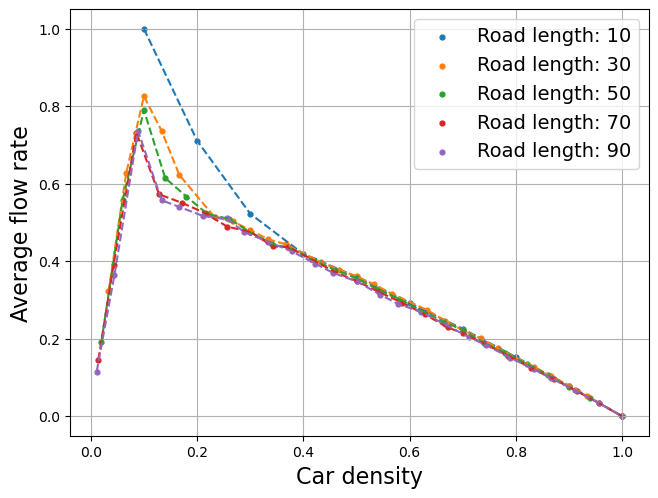 1.0
0.8
0.6
0.4
0.2
0.0
Average flow rate
Road length: 10
Road length: 30
Road length: 50
Road length: 70
Road length: 90
0.0 0.2 0.4 0.6 0.8 1.0
Car density